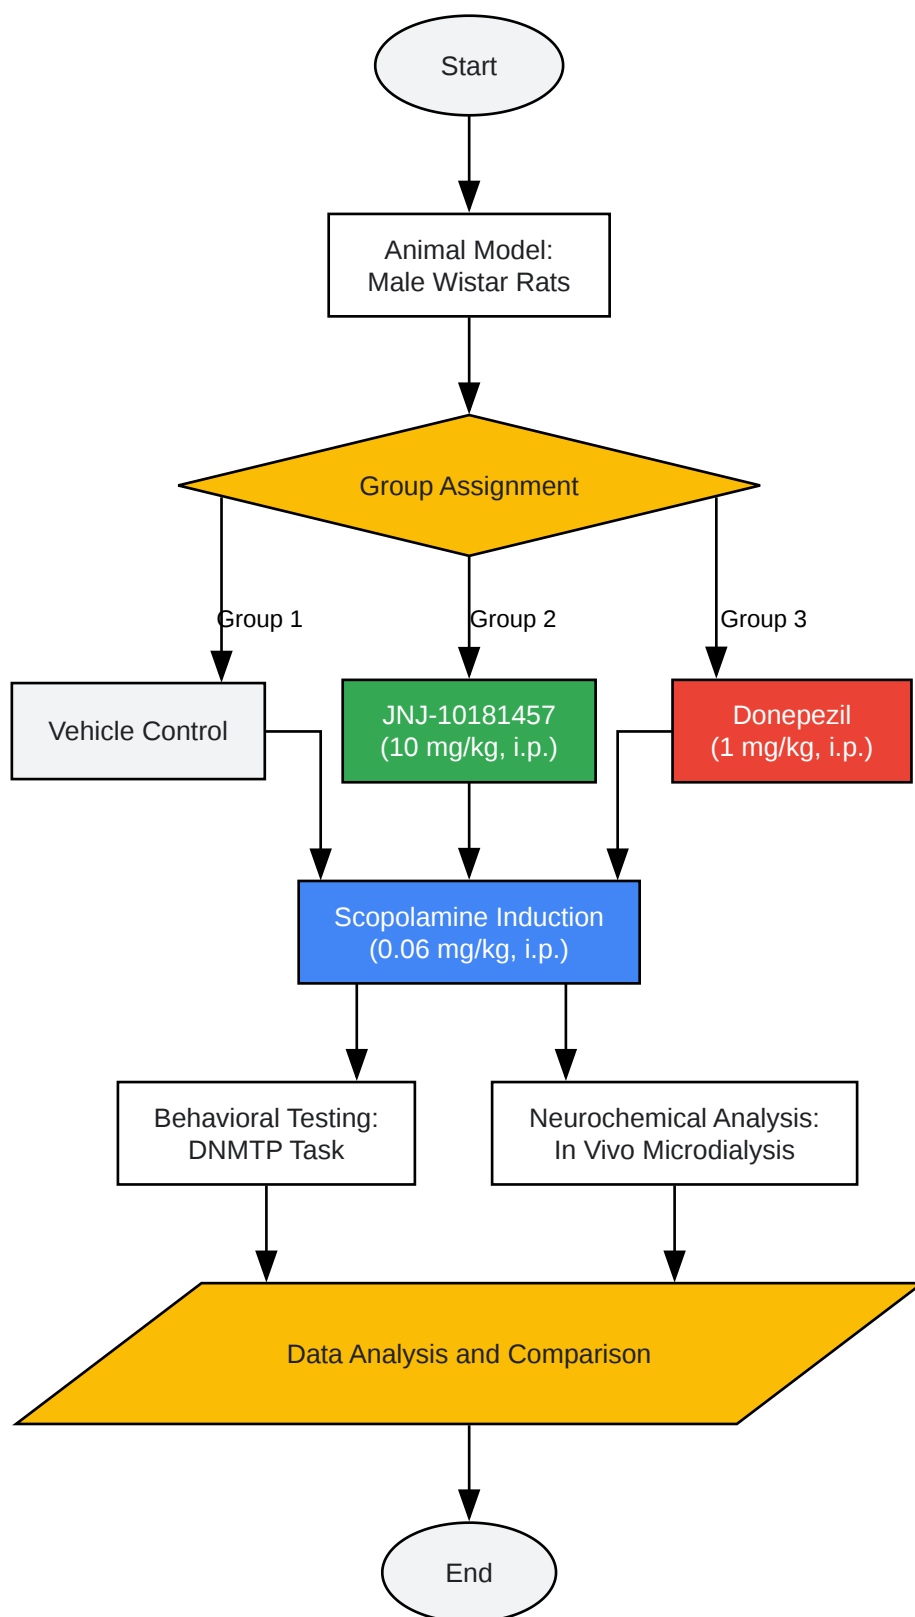 Start
Animal Model:
Male Wistar Rats
Group Assignment
Group 1
Group 2
Group 3
Vehicle Control
JNJ-10181457
(10 mg/kg, i.p.)
Donepezil
(1 mg/kg, i.p.)
Scopolamine Induction
(0.06 mg/kg, i.p.)
Behavioral Testing:
DNMTP Task
Neurochemical Analysis:
In Vivo Microdialysis
Data Analysis and Comparison
End